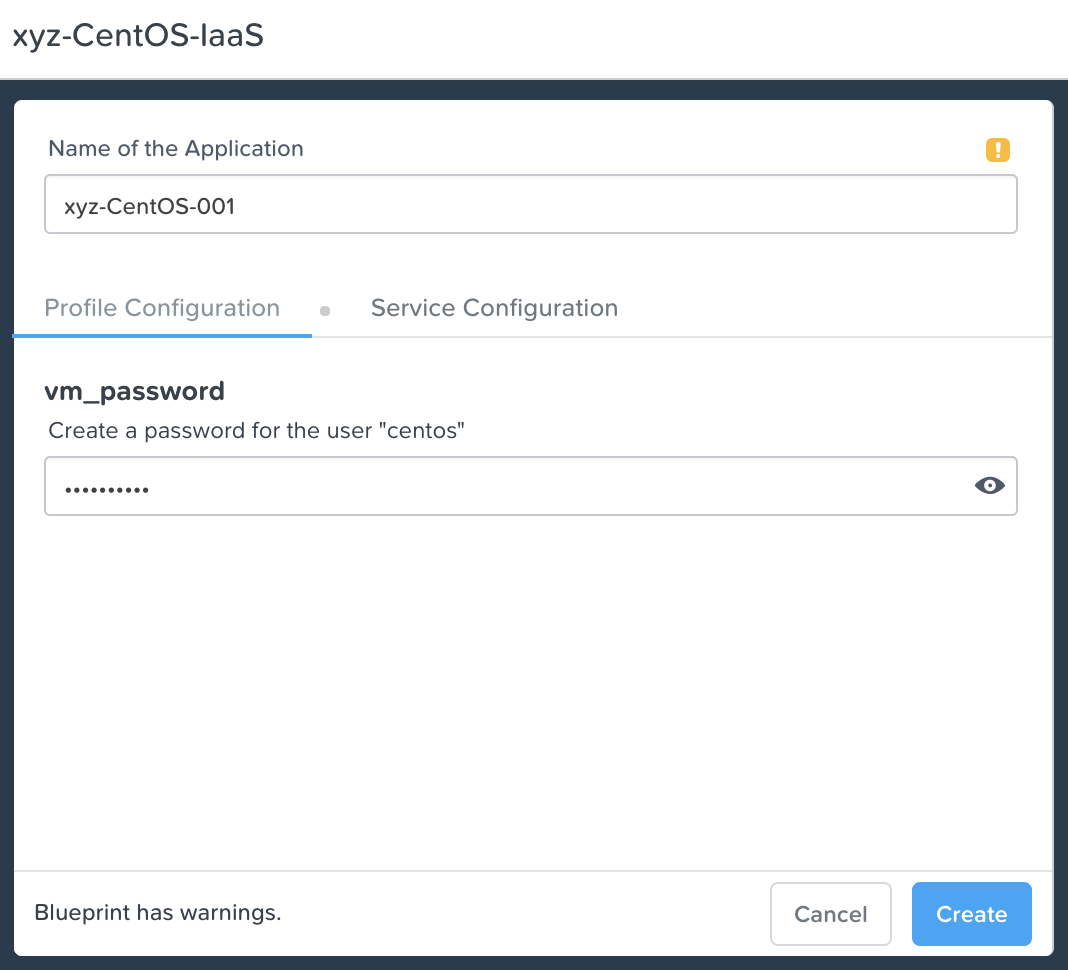 xyz-CentOS-IaaS
Name of the Application
xyz-CentOS-001
Profile Configuration
Service Configuration
vm_password
Create a password for the user "centos"
••••••••••
Blueprint has warnings.
Cancel
Create